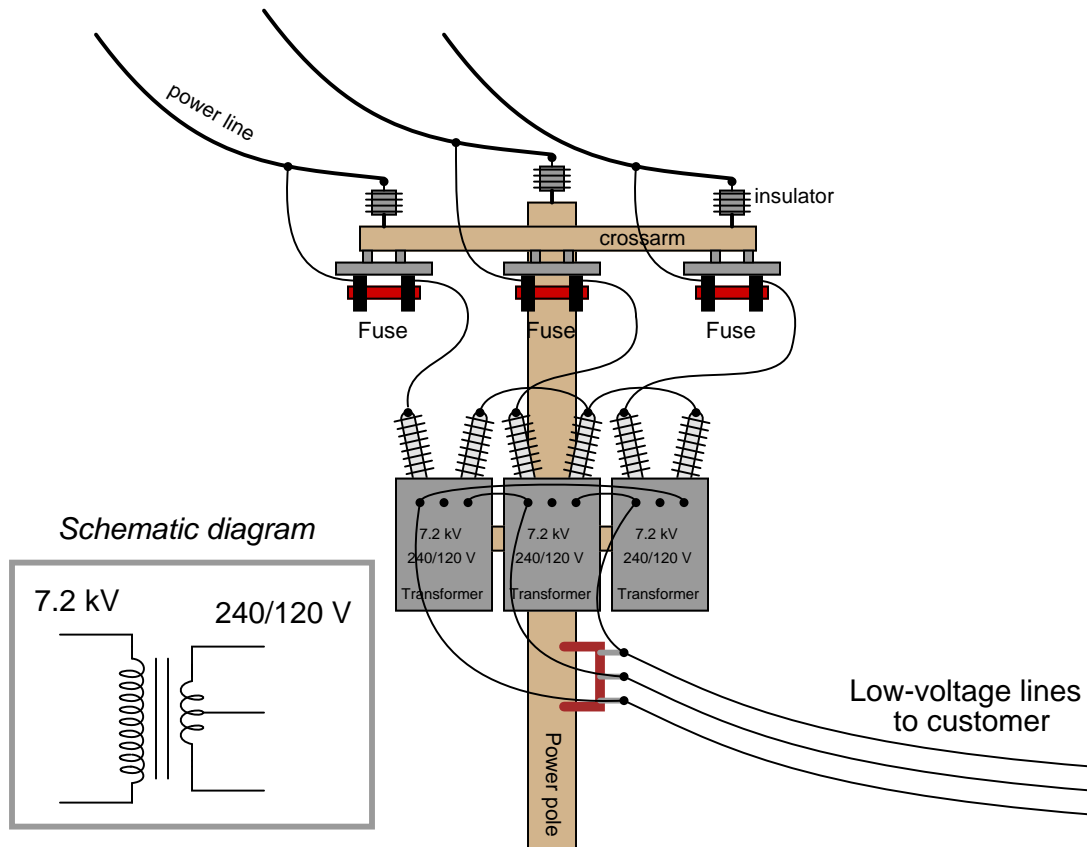 power line
insulator
crossarm
Fuse
Fuse
Fuse
7.2 kV
240/120 V
Transformer
7.2 kV
240/120 V
Transformer
7.2 kV
240/120 V
Transformer
Schematic diagram
7.2 kV
240/120 V
Low-voltage lines
to customer
Power pole